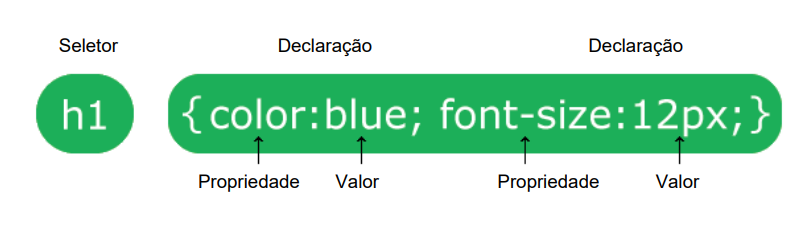 Seletor Declaração Declaração
h1 {color:blue; font-size:12px;}
Propriedade Valor Propriedade Valor